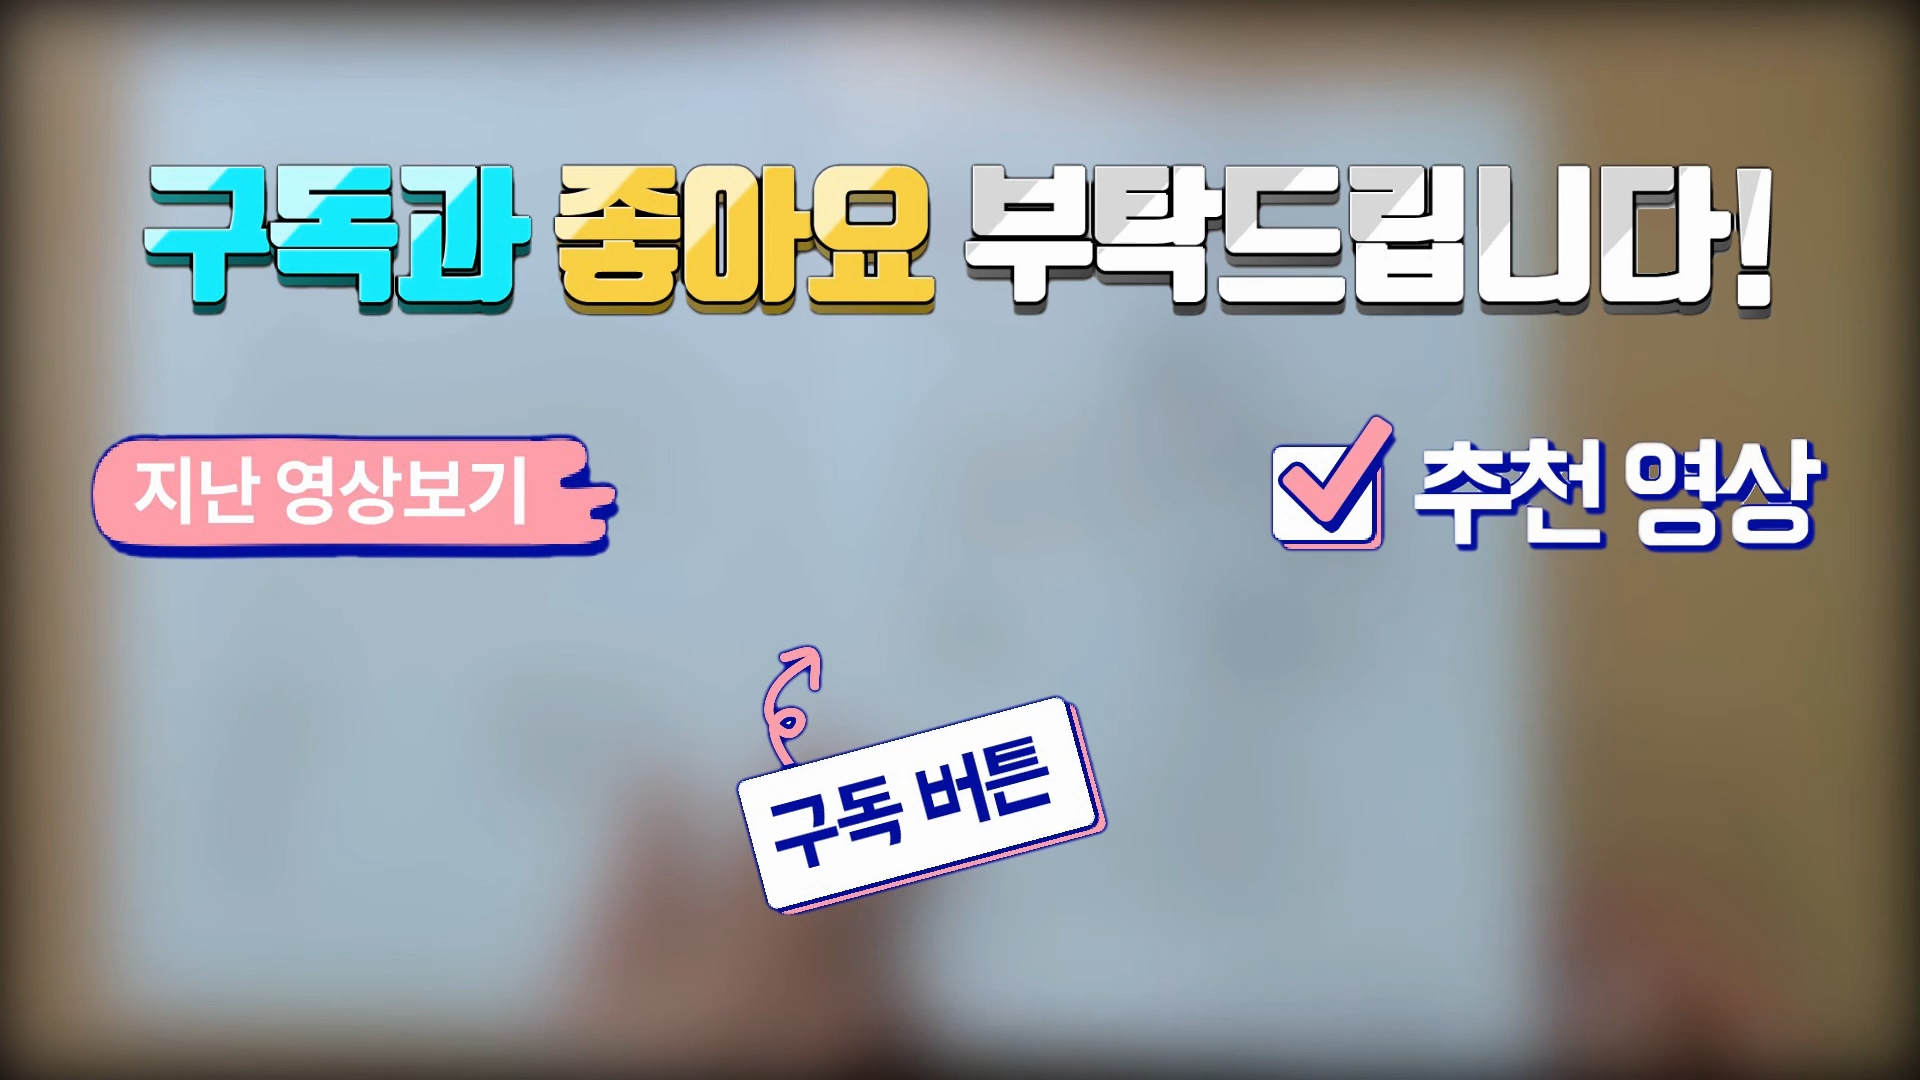 구독과 좋아요 부탁드립니다!
지난 영상보기
추천 영상
구독 버튼